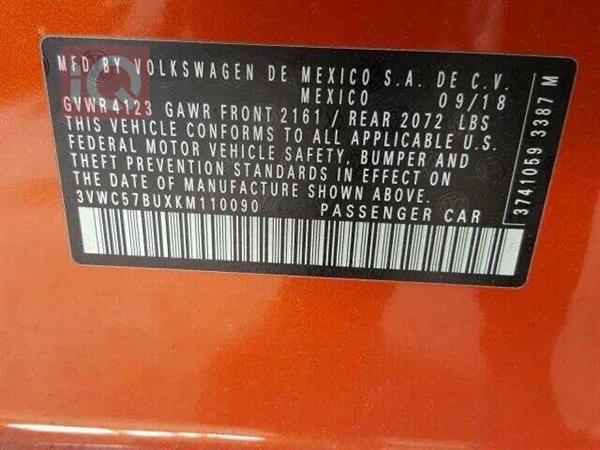 MFD BY VOLKSWAGEN DE MEXICO S.A. DE C.V.
MEXICO 09/18
GVWR 4123 GAWR FRONT 2161 / REAR 2072 LBS
THIS VEHICLE CONFORMS TO ALL APPLICABLE U.S.
FEDERAL MOTOR VEHICLE SAFETY, BUMPER AND
THEFT PREVENTION STANDARDS IN EFFECT ON
THE DATE OF MANUFACTURE SHOWN ABOVE.
3VWC57BUXKM110090 PASSENGER CAR
3741059 3387 M
iQ